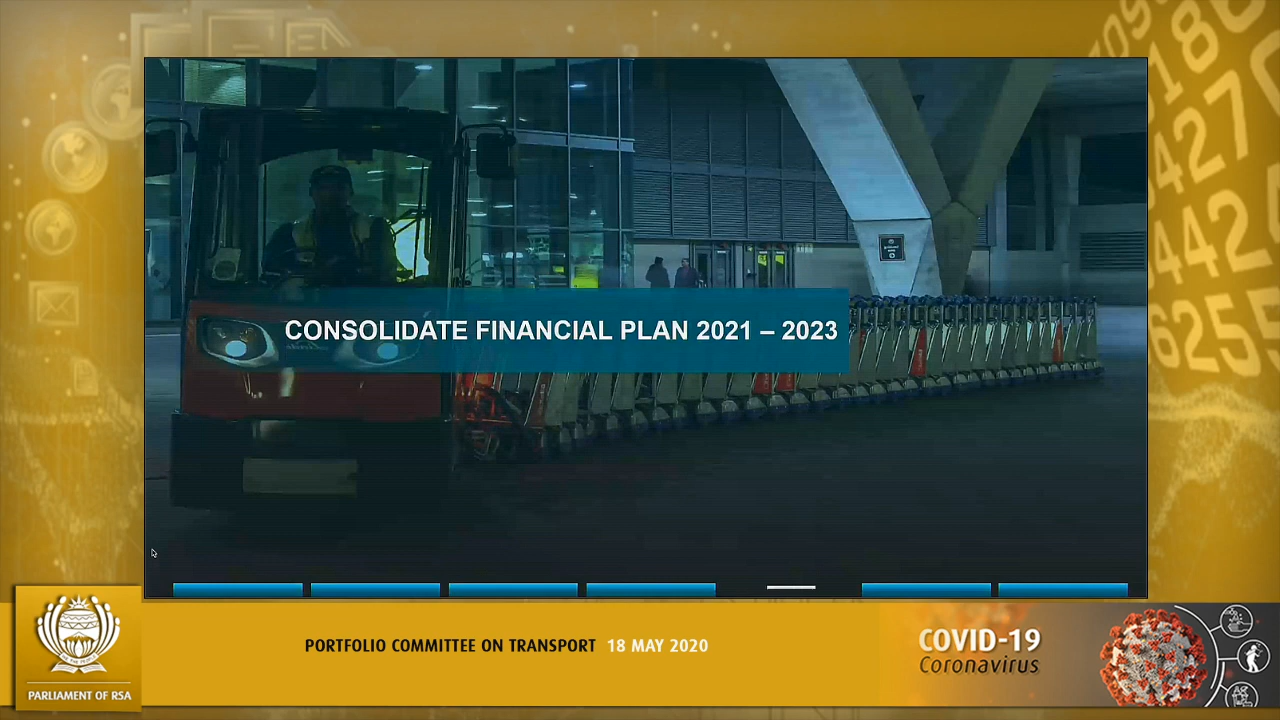 CONSOLIDATE FINANCIAL PLAN 2021 – 2023
PORTFOLIO COMMITTEE ON TRANSPORT 18 MAY 2020
COVID-19
Coronavirus
PARLIAMENT OF RSA